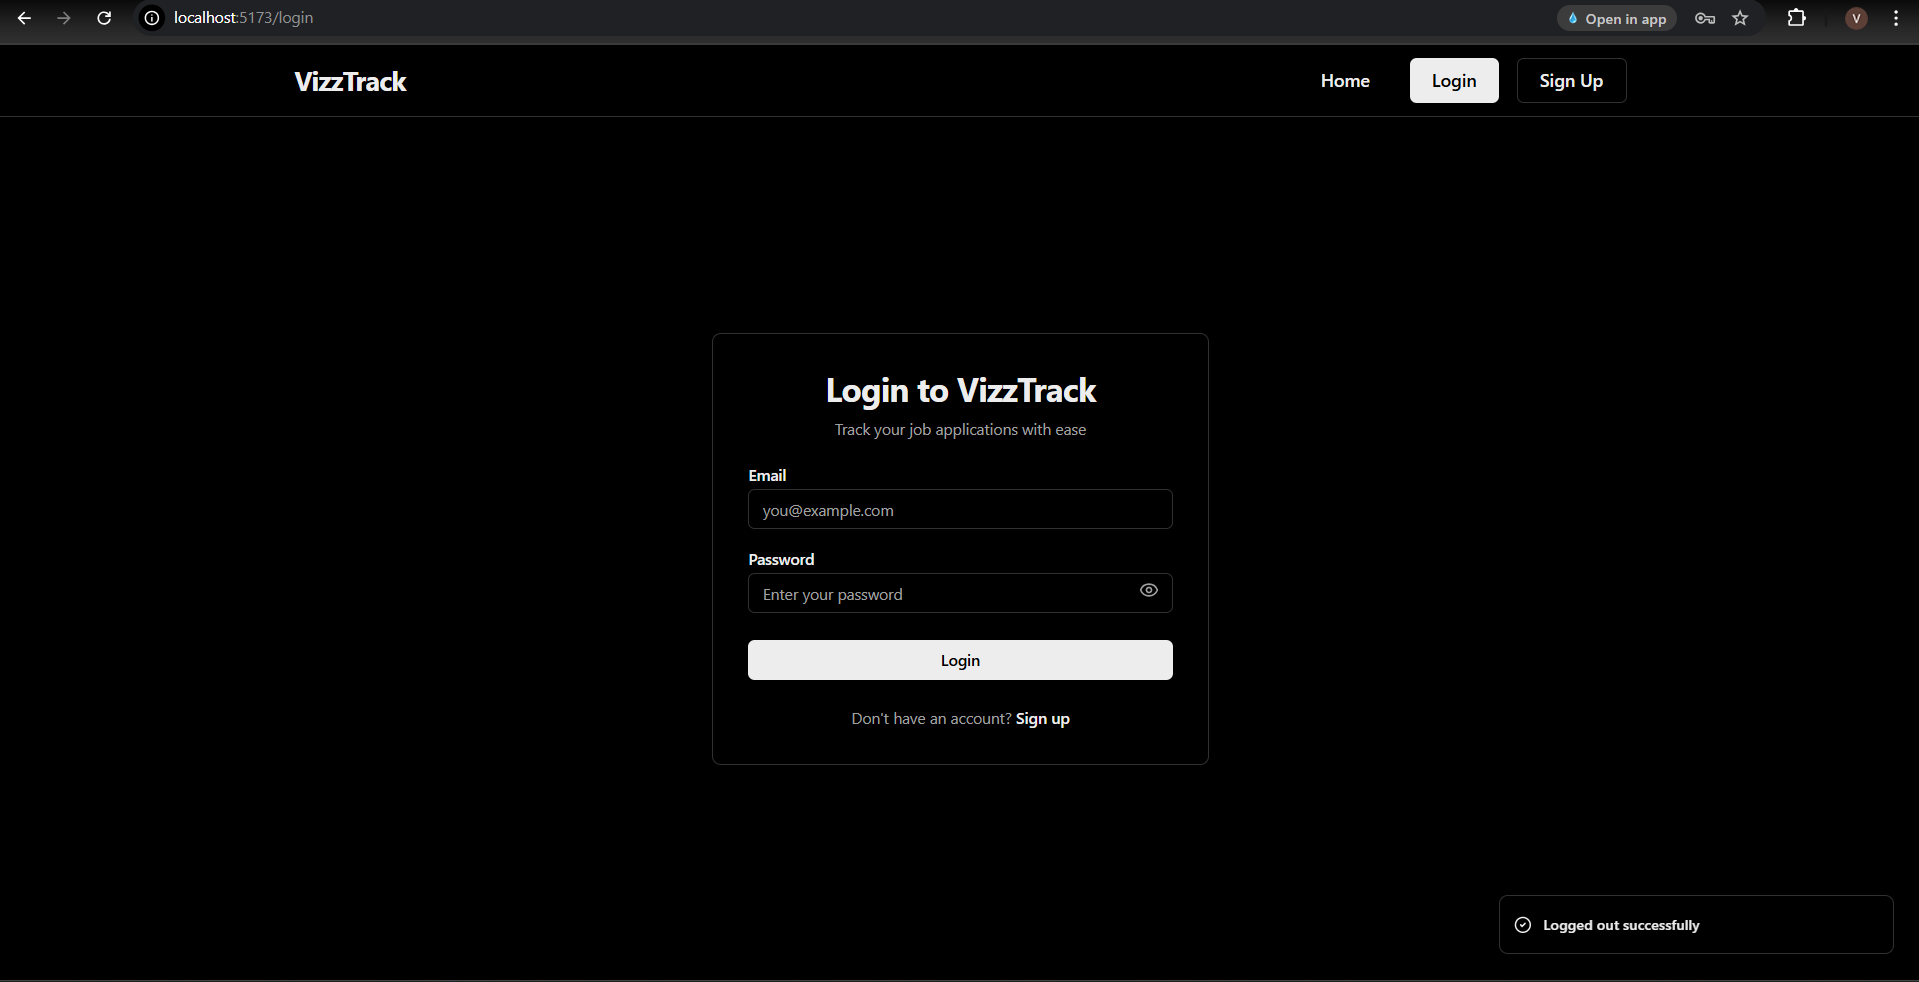 localhost:5173/login
Open in app
V
VizzTrack
Home
Login
Sign Up
Login to VizzTrack
Track your job applications with ease
Email
you@example.com
Password
Enter your password
Login
Don't have an account? Sign up
Logged out successfully